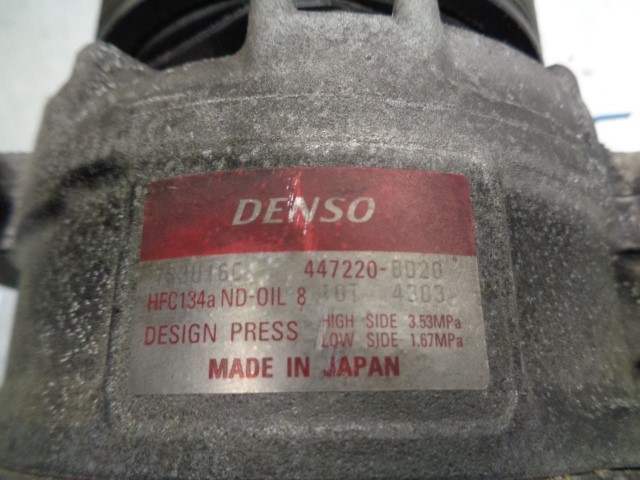 DENSO
447220-8020
HFC134a ND-OIL 8 LOT 4303
DESIGN PRESS HIGH SIDE 3.53MPa
LOW SIDE 1.67MPa
MADE IN JAPAN